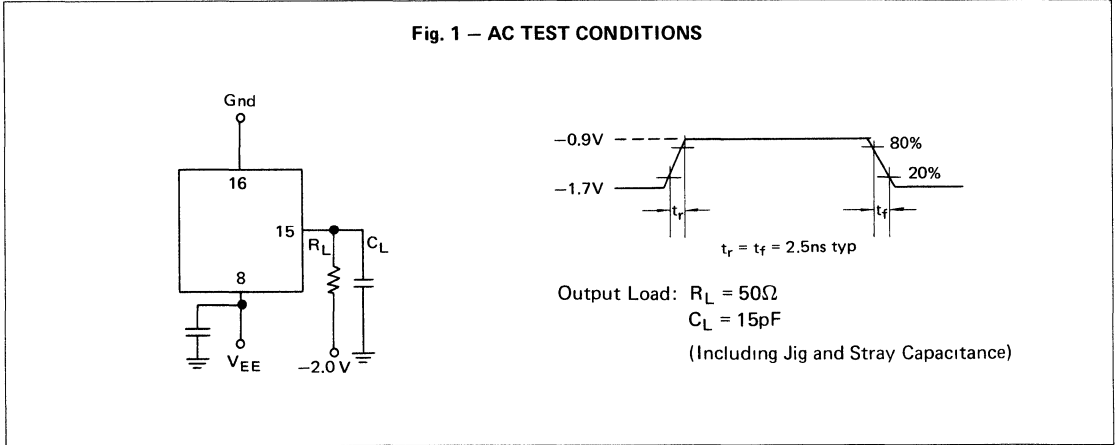 Fig. 1 – AC TEST CONDITIONS
Gnd
16
15
RL
CL
8
VEE
–2.0 V
–0.9V
–1.7V
80%
20%
tr
tf
tr = tf = 2.5ns typ
Output Load: RL = 50Ω
CL = 15pF
(Including Jig and Stray Capacitance)